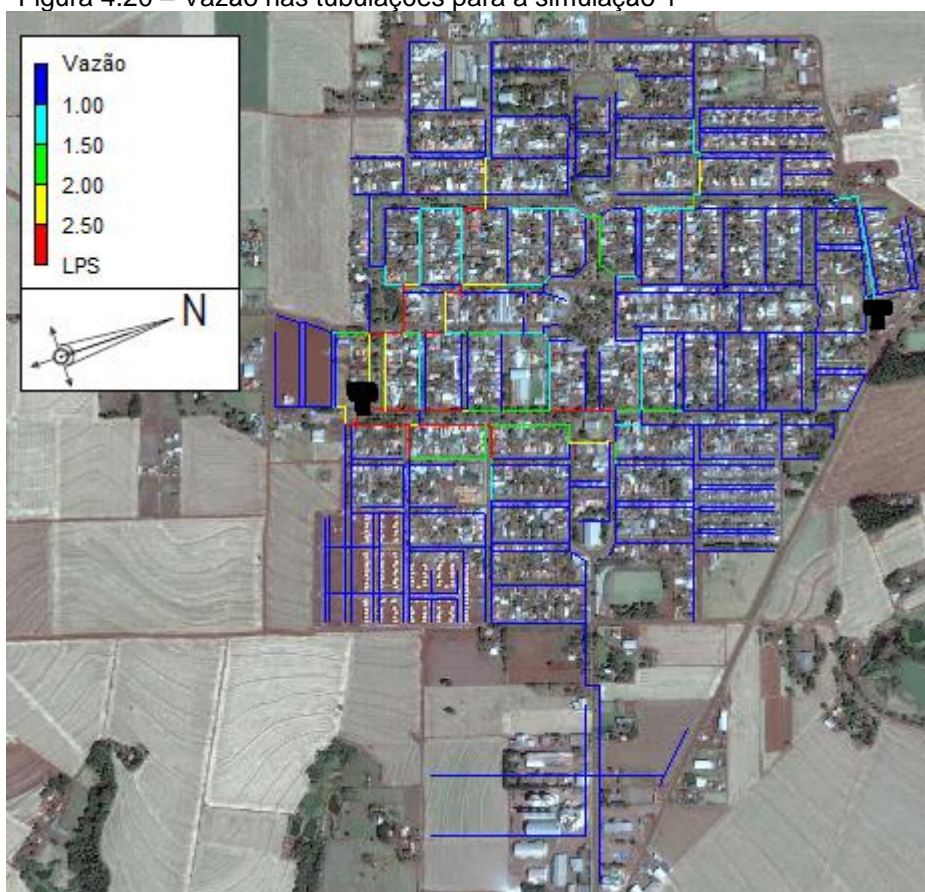 Figura 4.20 – Vazão nas tubulações para a simulação 1
Vazão
1.00
1.50
2.00
2.50
LPS
N